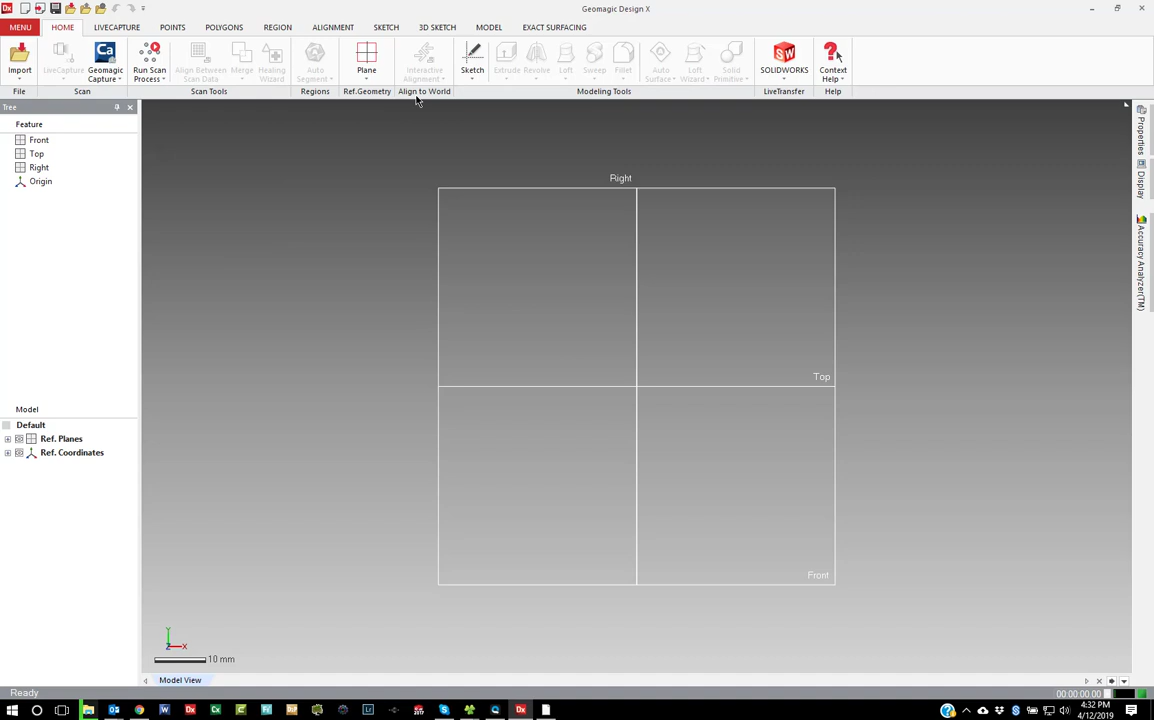 Dx
Geomagic Design X
MENU HOME LIVECAPTURE POINTS POLYGONS REGION ALIGNMENT SKETCH 3D SKETCH MODEL EXACT SURFACING
Import
LiveCapture
Geomagic Capture
Run Scan Process
Align Between Scan Data
Merge
Healing Wizard
Auto Segment
Plane
Interactive Alignment
Sketch
Extrude
Revolve
Loft
Sweep
Fillet
Auto Surface
Loft Wizard
Solid Primitive
SOLIDWORKS
Context Help
File Scan Scan Tools Regions Ref.Geometry Align to World Modeling Tools LiveTransfer Help
Tree
Feature
Front
Top
Right
Origin
Model
Default
Ref. Planes
Ref. Coordinates
Right
Top
Front
Y
Z
X
10 mm
Properties
Display
Accuracy Analyzer(TM)
Model View
Ready
00:00:00.00
4:32 PM
4/12/2019